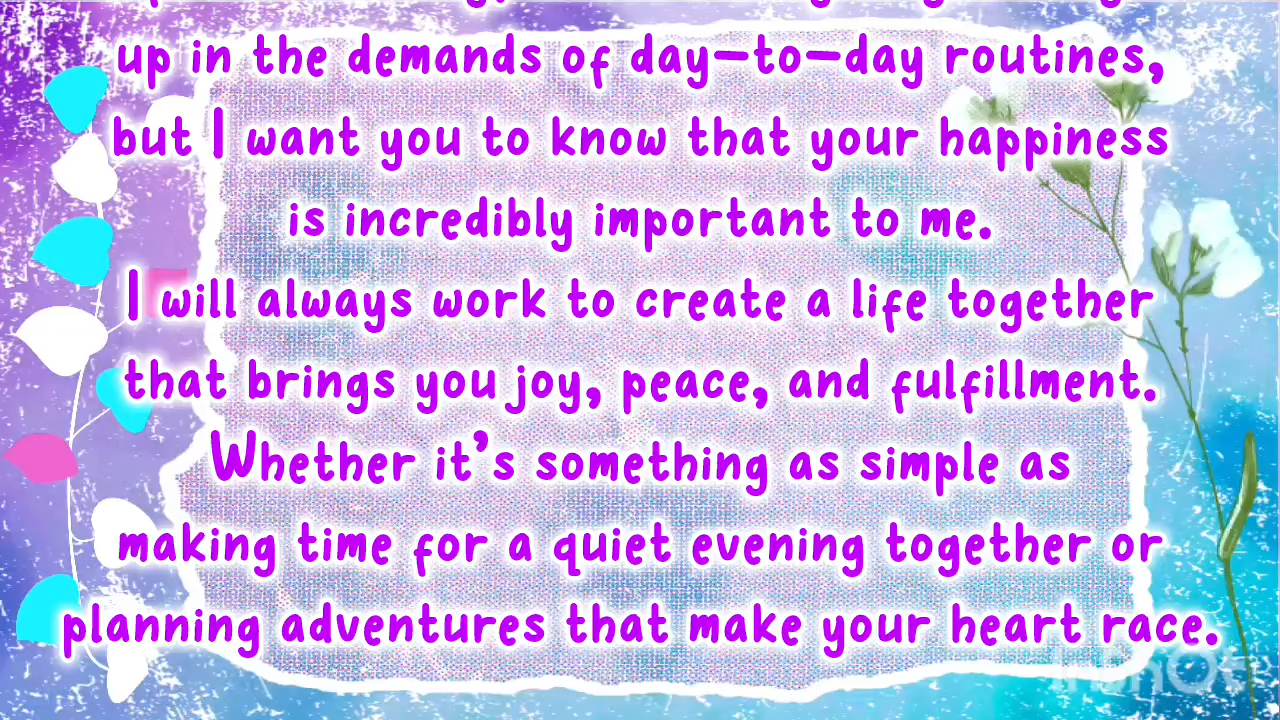 up in the demands of day-to-day routines,
but I want you to know that your happiness
is incredibly important to me.
I will always work to create a life together
that brings you joy, peace, and fulfillment.
Whether it's something as simple as
making time for a quiet evening together or
planning adventures that make your heart race.
InShOt